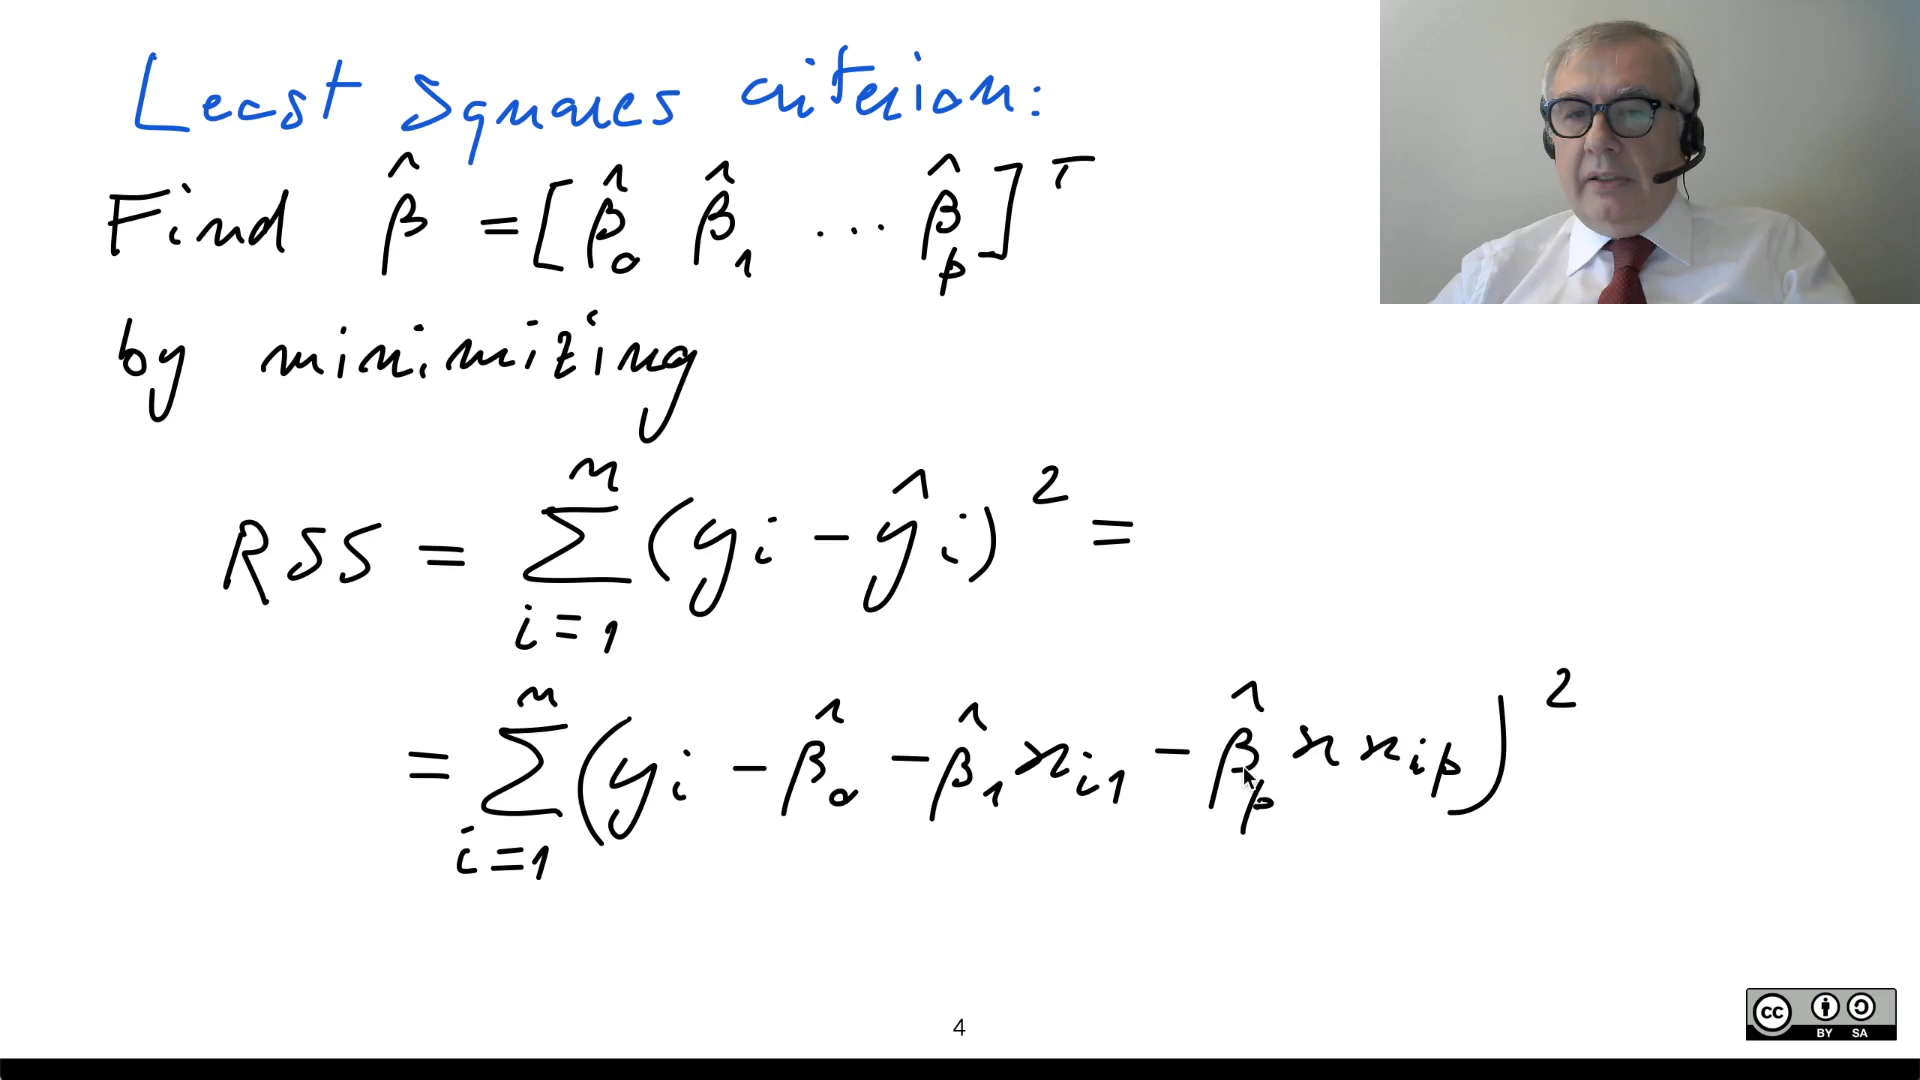 Least Squares criterion:
Find β̂ = [β̂₀ β̂₁ ... β̂ₚ]ᵀ
by minimizing
RSS = ∑ᵢ₌₁ⁿ (yᵢ − ŷᵢ)² =
= ∑ᵢ₌₁ⁿ (yᵢ − β̂₀ − β̂₁xᵢ₁ − β̂ₚ x xᵢₚ)²
4
CC BY SA